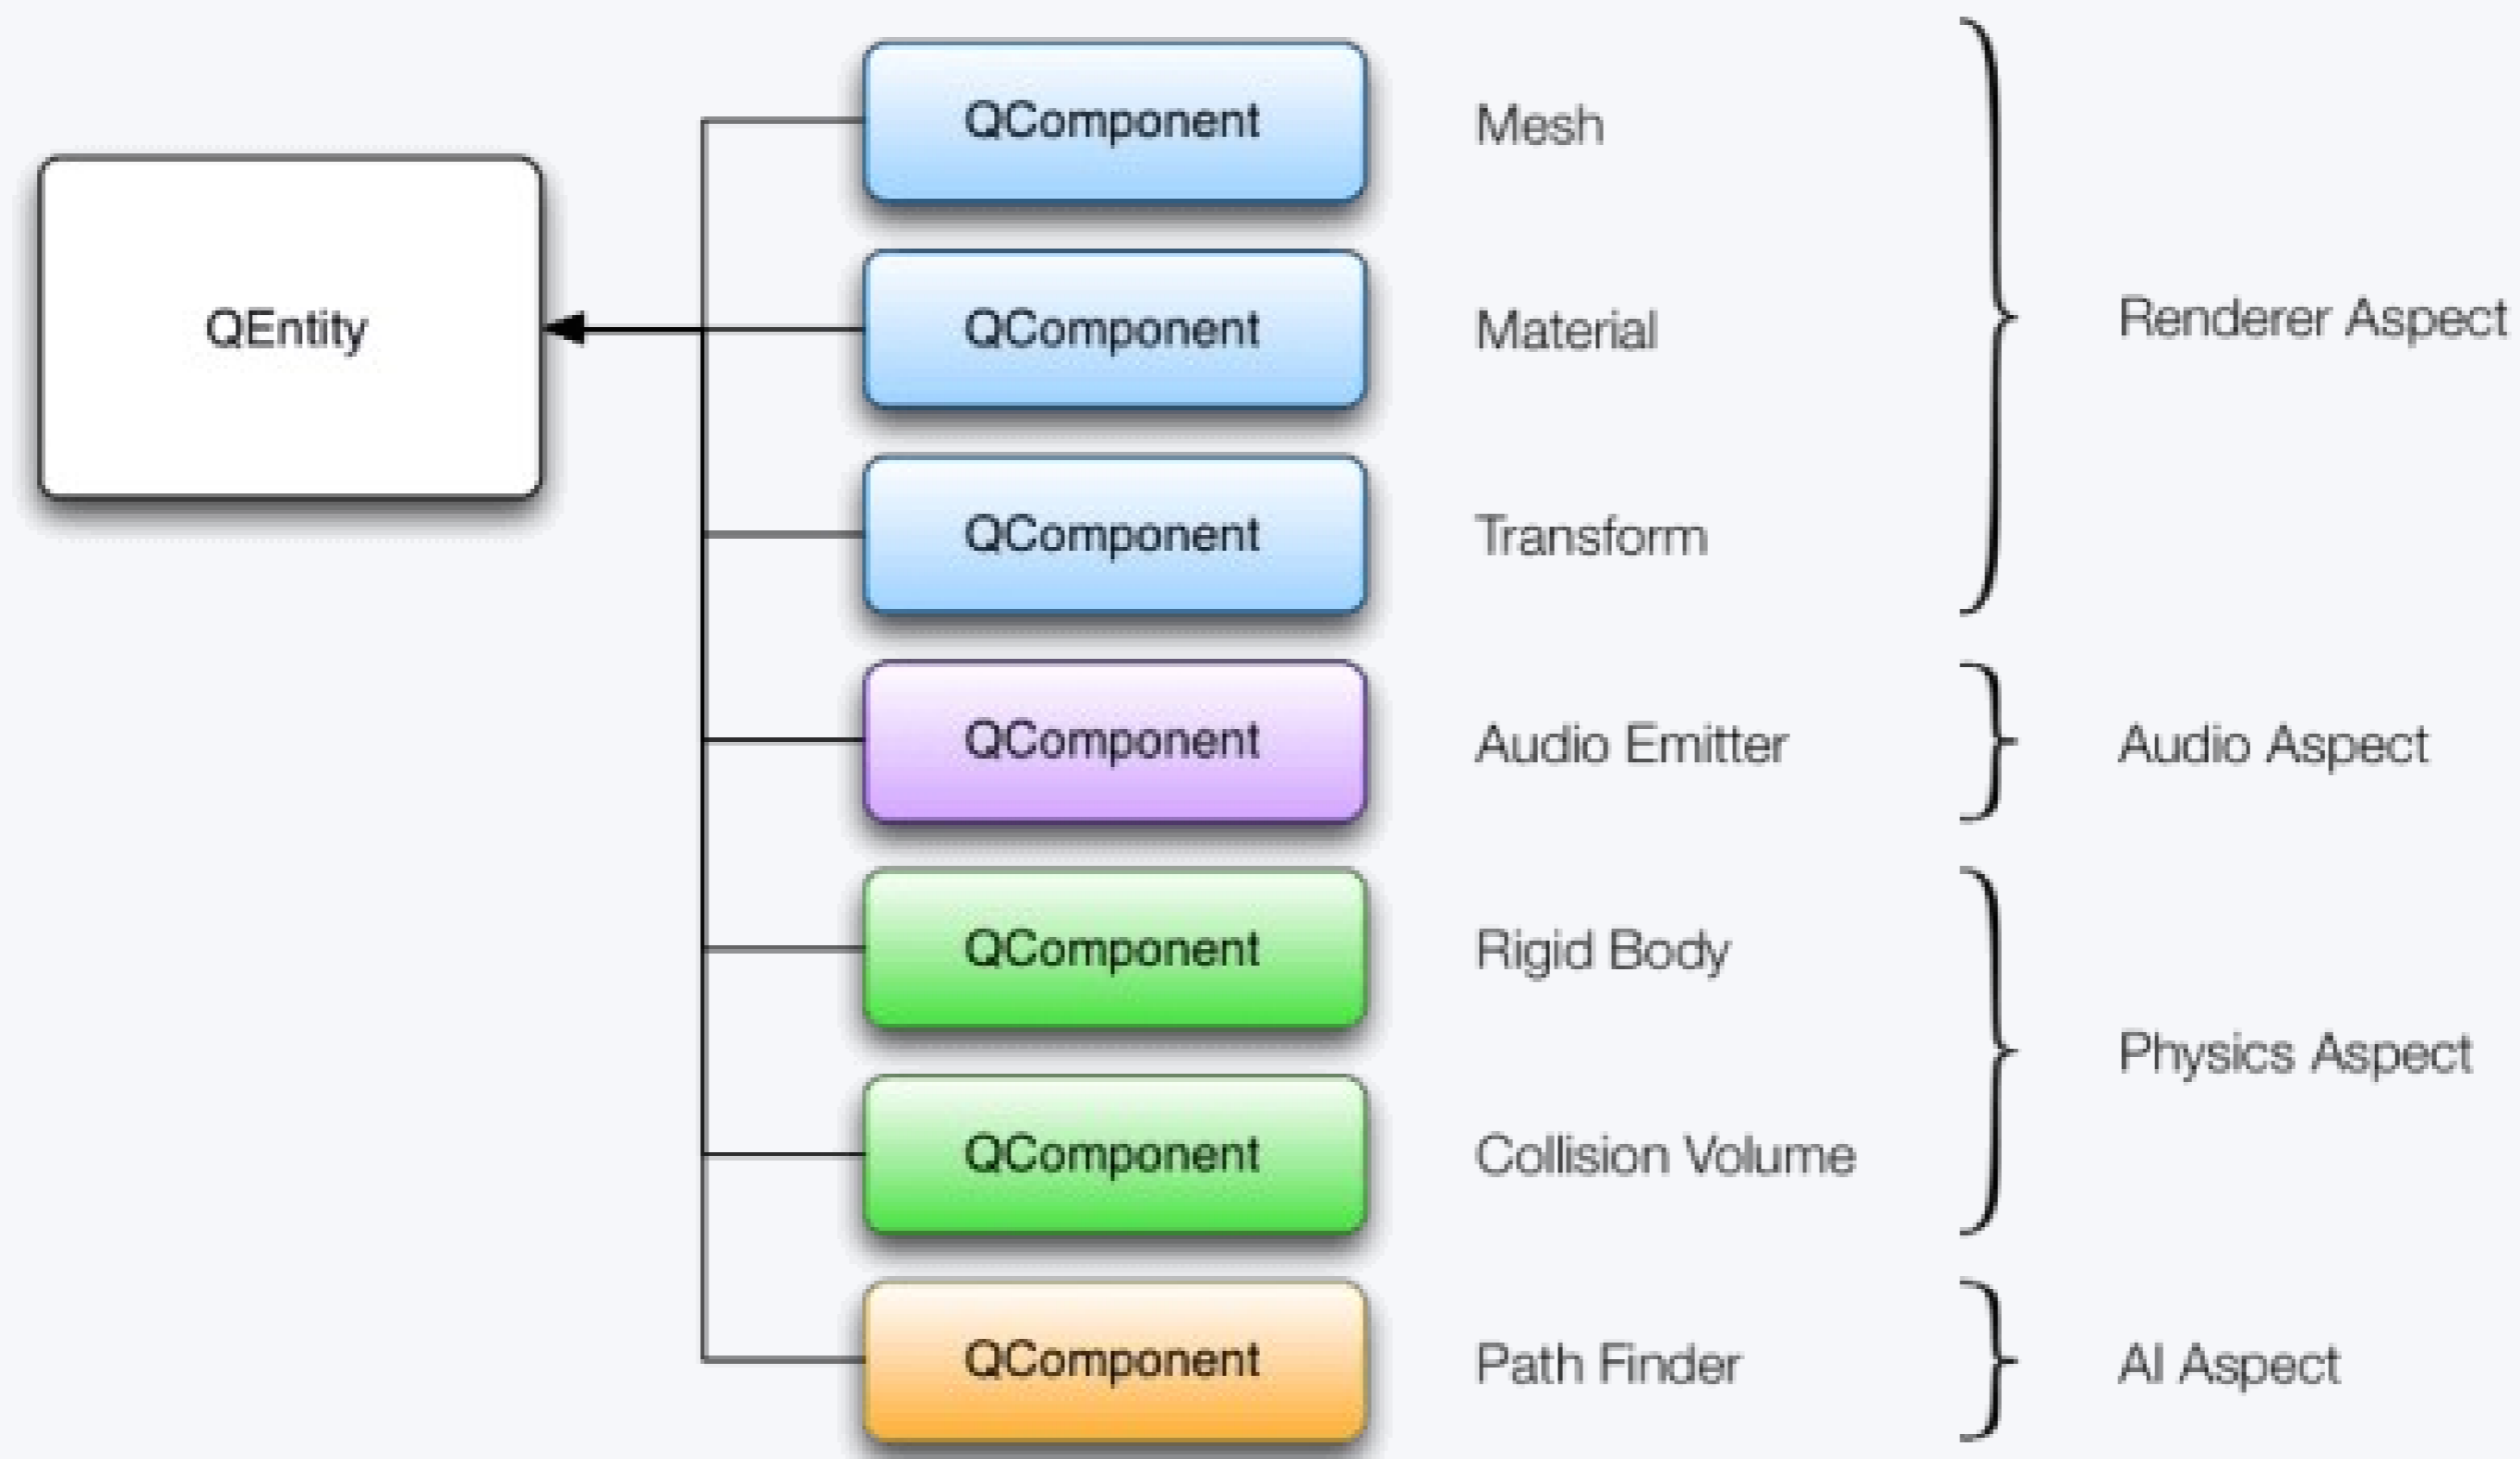 QComponent Mesh
QEntity QComponent Material Renderer Aspect
QComponent Transform
QComponent Audio Emitter Audio Aspect
QComponent Rigid Body
Physics Aspect
QComponent Collision Volume
QComponent Path Finder AI Aspect